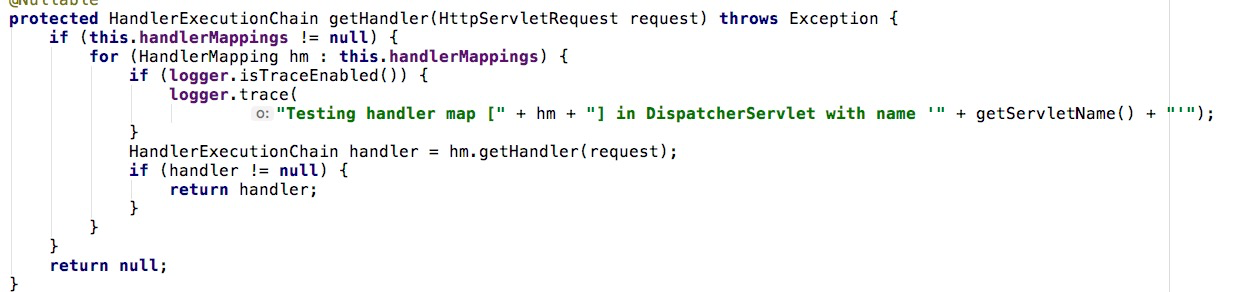 @Nullable
protected HandlerExecutionChain getHandler(HttpServletRequest request) throws Exception {
    if (this.handlerMappings != null) {
        for (HandlerMapping hm : this.handlerMappings) {
            if (logger.isTraceEnabled()) {
                logger.trace(
                        o: "Testing handler map [" + hm + "] in DispatcherServlet with name '" + getServletName() + "'");
            }
            HandlerExecutionChain handler = hm.getHandler(request);
            if (handler != null) {
                return handler;
            }
        }
    }
    return null;
}